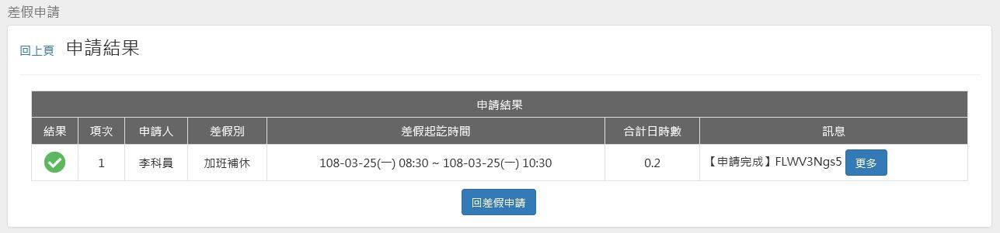 差假申請
回上頁 申請結果
申請結果
結果 項次 申請人 差假別 差假起訖時間 合計日時數 訊息
1 李科員 加班補休 108-03-25(一) 08:30 ~ 108-03-25(一) 10:30 0.2 【申請完成】FLWV3Ngs5 更多
回差假申請